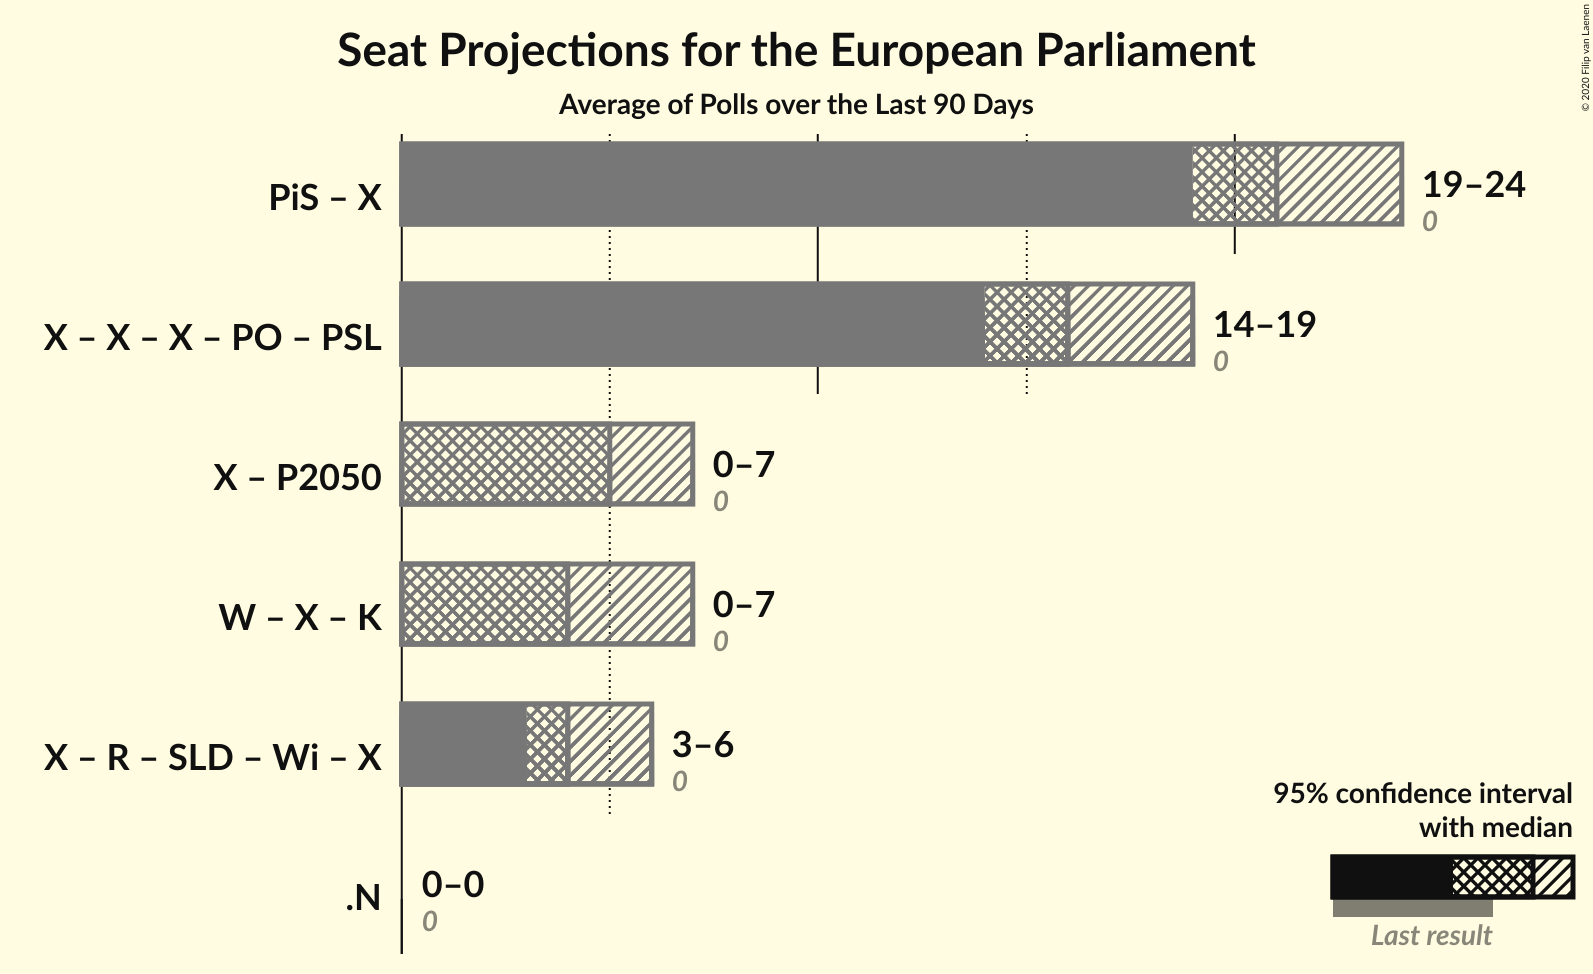 Seat Projections for the European Parliament
Average of Polls over the Last 90 Days
© 2020 Filip van Laenen
PiS – X
19–24
0
X – X – X – PO – PSL
14–19
0
X – P2050
0–7
0
W – X – K
0–7
0
X – R – SLD – Wi – X
3–6
0
.N
0–0
0
95% confidence interval
with median
Last result